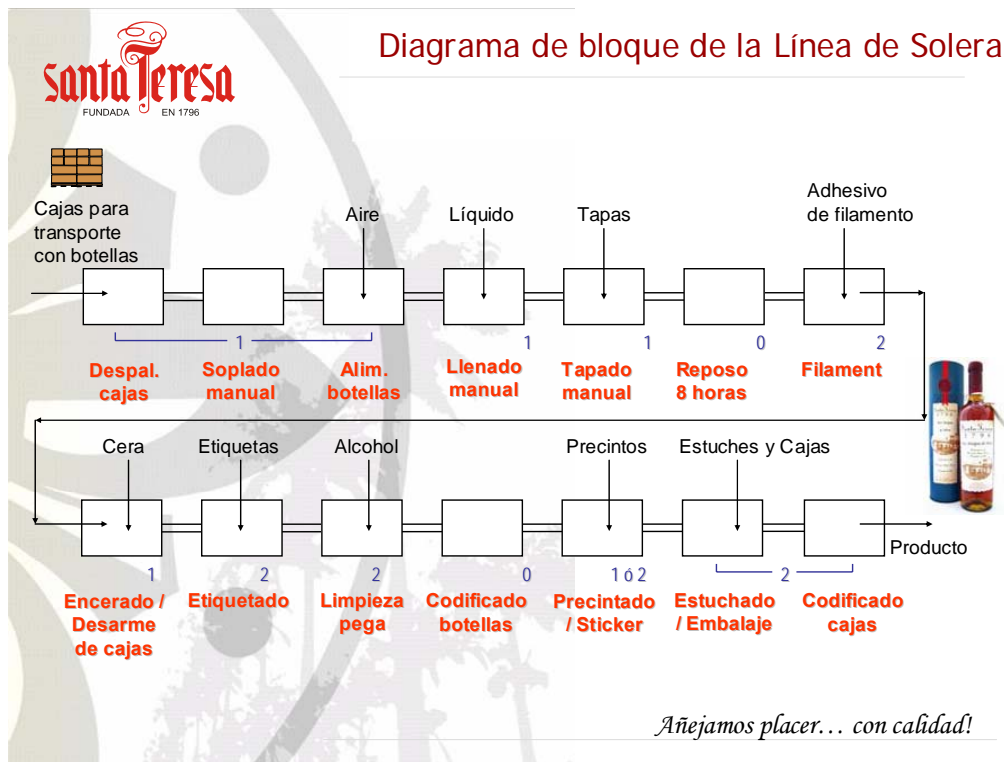 Diagrama de bloque de la Línea de Solera
Santa Teresa
FUNDADA EN 1796
Cajas para
transporte
con botellas
Aire
Líquido
Tapas
Adhesivo
de filamento
1
1
1
0
2
Despal.
cajas
Soplado
manual
Alim.
botellas
Llenado
manual
Tapado
manual
Reposo
8 horas
Filament
Cera
Etiquetas
Alcohol
Precintos
Estuches y Cajas
Producto
1
2
2
0
1 ó 2
2
Encerado /
Desarme
de cajas
Etiquetado
Limpieza
pega
Codificado
botellas
Precintado
/ Sticker
Estuchado
/ Embalaje
Codificado
cajas
Añejamos placer… con calidad!